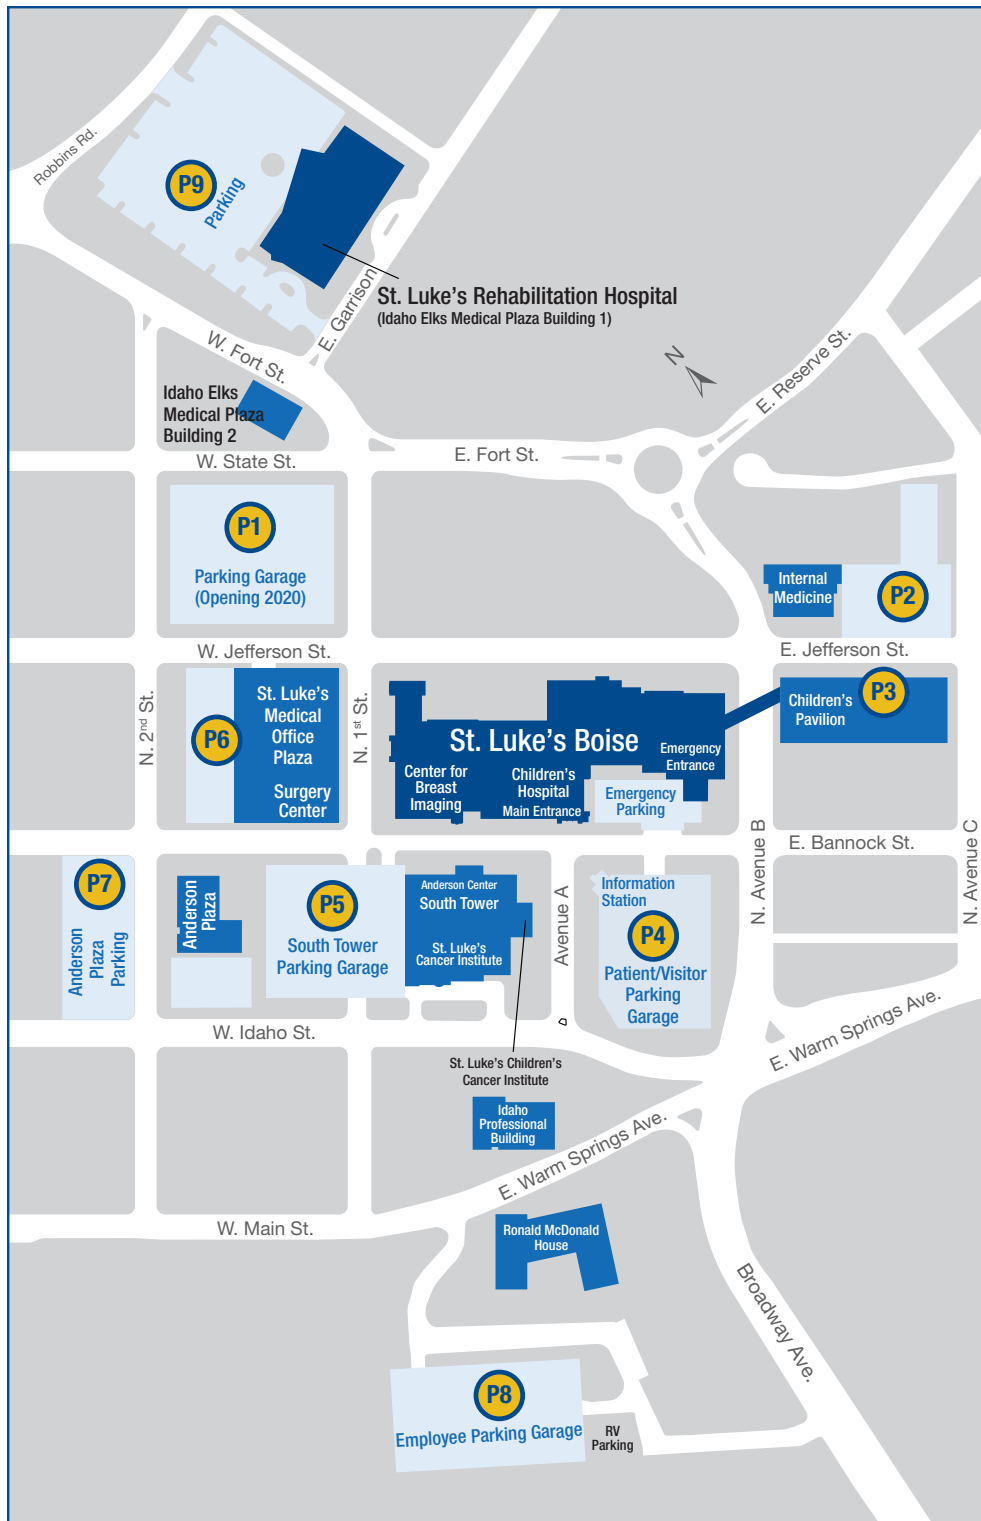 Robbins Rd.
P9
Parking
St. Luke's Rehabilitation Hospital
(Idaho Elks Medical Plaza Building 1)
E. Garrison
W. Fort St.
N
E. Reserve St.
Idaho Elks
Medical Plaza
Building 2
W. State St.
E. Fort St.
P1
Parking Garage
(Opening 2020)
Internal
Medicine
P2
W. Jefferson St.
E. Jefferson St.
N. 2nd St.
P6
St. Luke's
Medical
Office
Plaza
Surgery
Center
N. 1st St.
St. Luke's Boise
Center for
Breast
Imaging
Children's
Hospital
Main Entrance
Emergency
Entrance
Emergency
Parking
Children's
Pavilion
P3
N. Avenue B
E. Bannock St.
N. Avenue C
P7
Anderson
Plaza
Parking
Anderson
Plaza
P5
South Tower
Parking Garage
Anderson Center
South Tower
St. Luke's
Cancer Institute
Avenue A
Information
Station
P4
Patient/Visitor
Parking
Garage
W. Idaho St.
E. Warm Springs Ave.
St. Luke's Children's
Cancer Institute
Idaho
Professional
Building
E. Warm Springs Ave.
W. Main St.
Ronald McDonald
House
Broadway Ave.
P8
Employee Parking Garage
RV
Parking